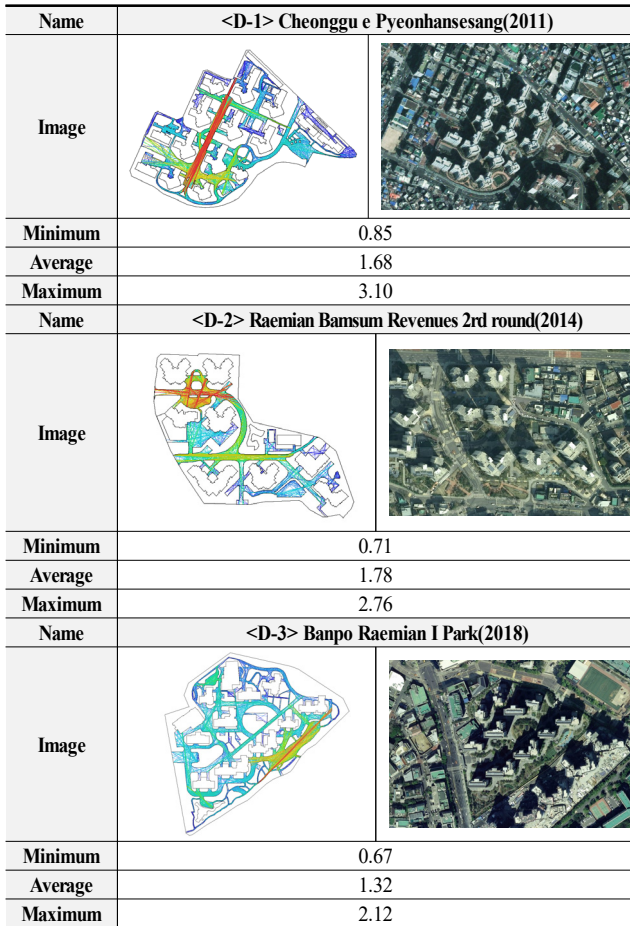 Name <D-1> Cheonggu e Pyeonhansesang(2011)
Image
Minimum 0.85
Average 1.68
Maximum 3.10
Name <D-2> Raemian Bamsum Revenues 2rd round(2014)
Image
Minimum 0.71
Average 1.78
Maximum 2.76
Name <D-3> Banpo Raemian I Park(2018)
Image
Minimum 0.67
Average 1.32
Maximum 2.12